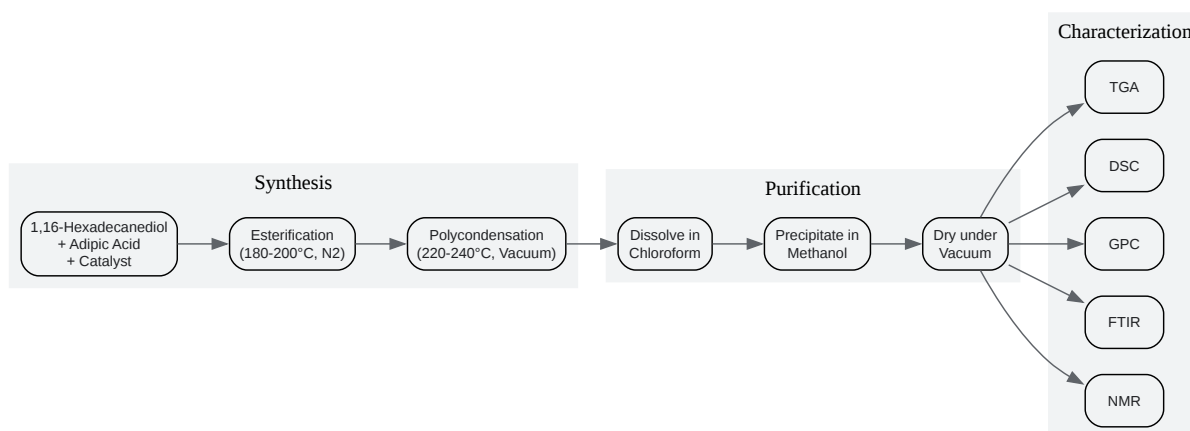 Synthesis
1,16-Hexadecanediol
+ Adipic Acid
+ Catalyst
Esterification
(180-200°C, N2)
Polycondensation
(220-240°C, Vacuum)
Purification
Dissolve in
Chloroform
Precipitate in
Methanol
Dry under
Vacuum
Characterization
TGA
DSC
GPC
FTIR
NMR